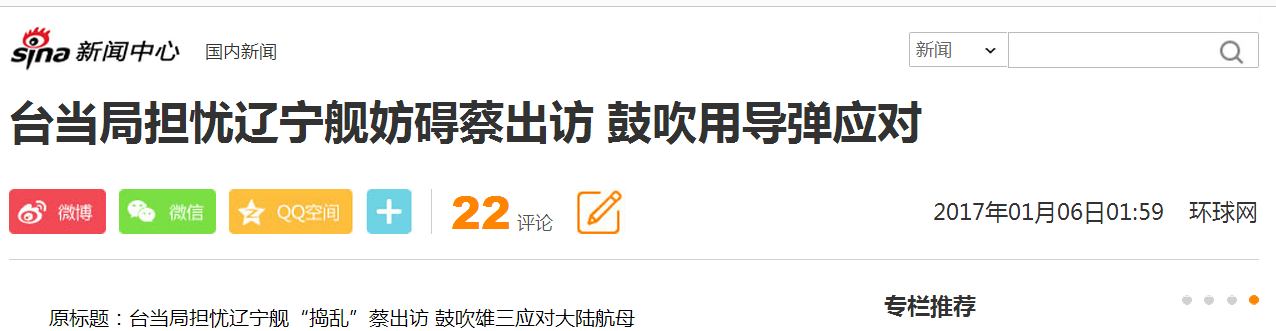 sina 新闻中心 国内新闻 新闻
台当局担忧辽宁舰妨碍蔡出访 鼓吹用导弹应对
微博 微信 QQ空间 22 评论 2017年01月06日01:59 环球网
专栏推荐
原标题：台当局担忧辽宁舰“捣乱”蔡出访 鼓吹雄三应对大陆航母